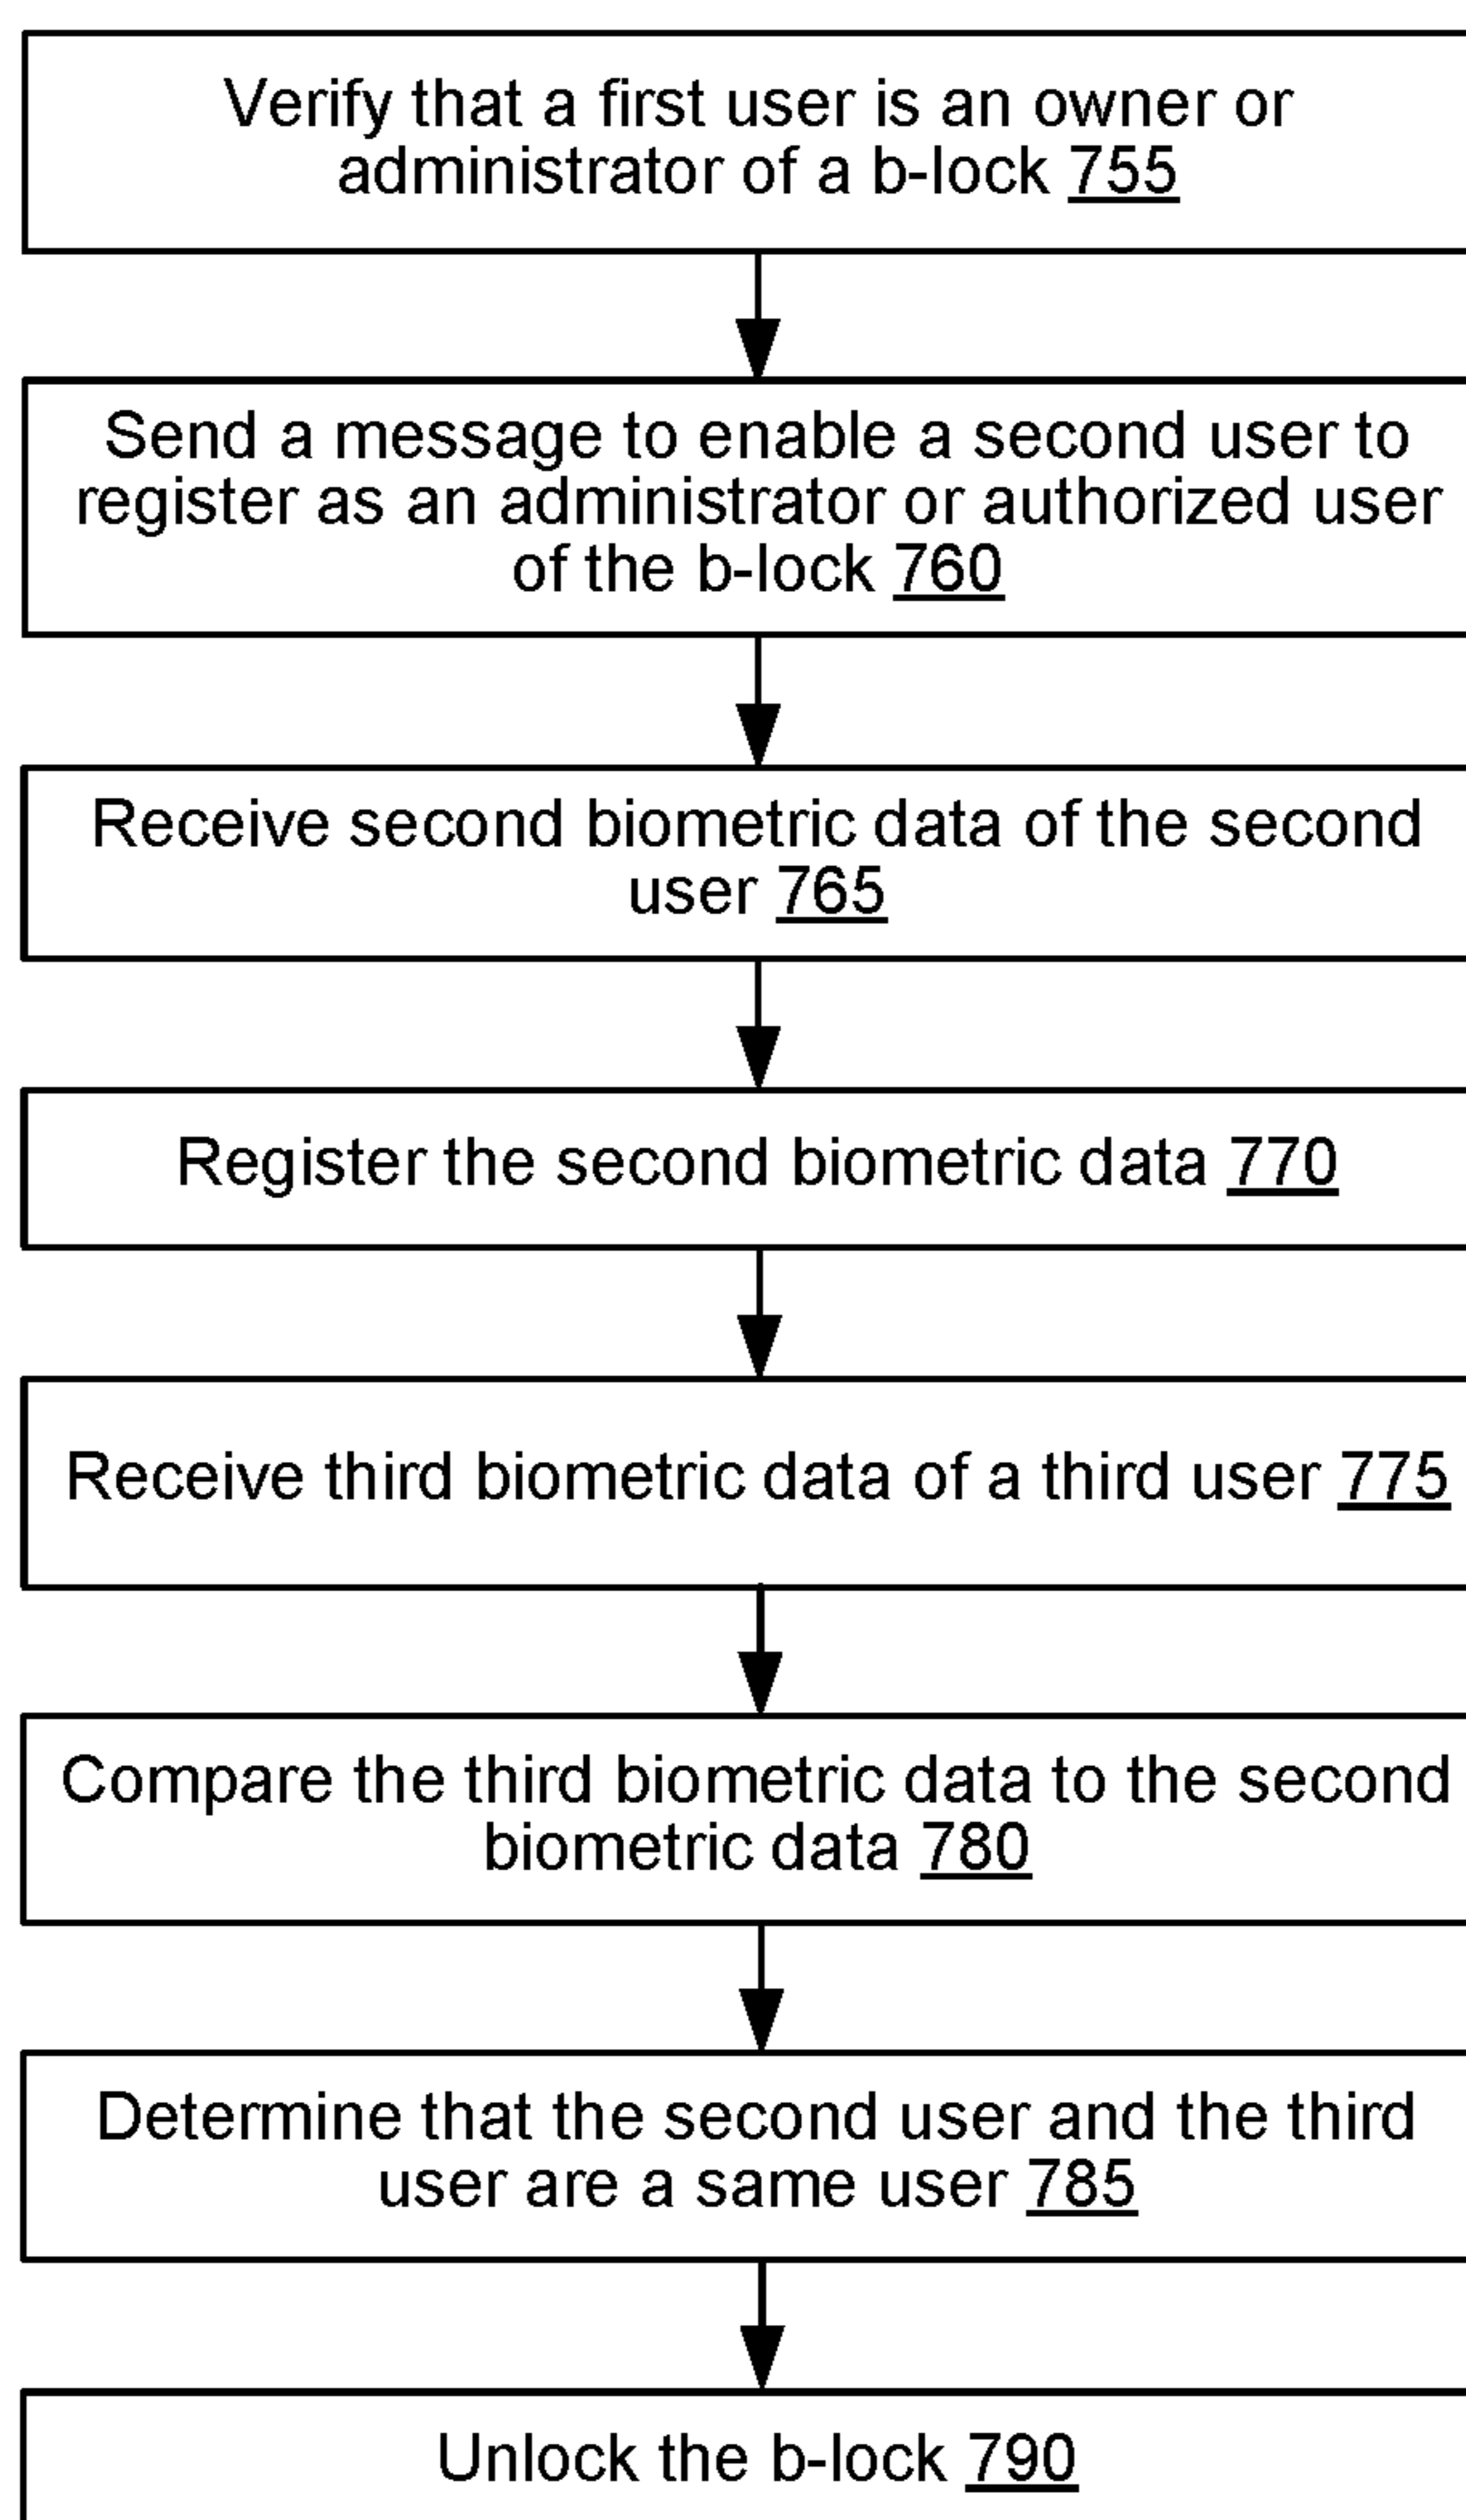 Verify that a first user is an owner or
administrator of a b-lock 755
Send a message to enable a second user to
register as an administrator or authorized user
of the b-lock 760
Receive second biometric data of the second
user 765
Register the second biometric data 770
Receive third biometric data of a third user 775
Compare the third biometric data to the second
biometric data 780
Determine that the second user and the third
user are a same user 785
Unlock the b-lock 790